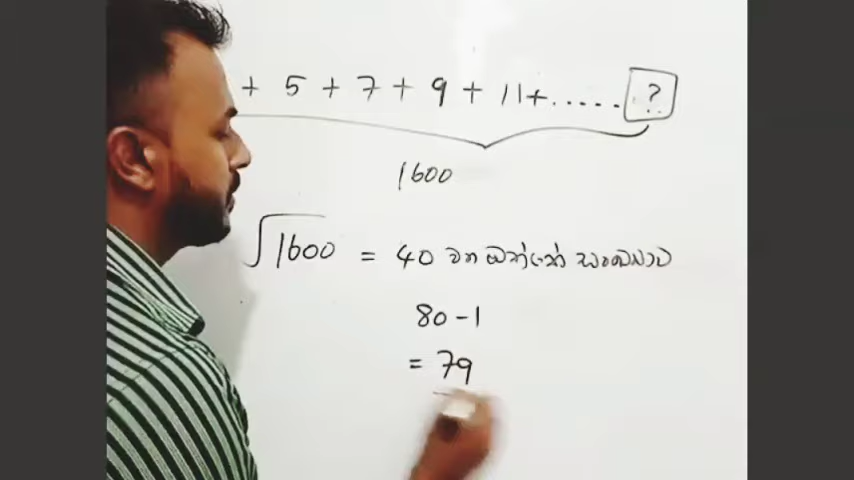 + 5 + 7 + 9 + 11 + ..... ?
1600
√1600 = 40 වන ඔත්තේ සංඛ්‍යාව
80 - 1
= 79